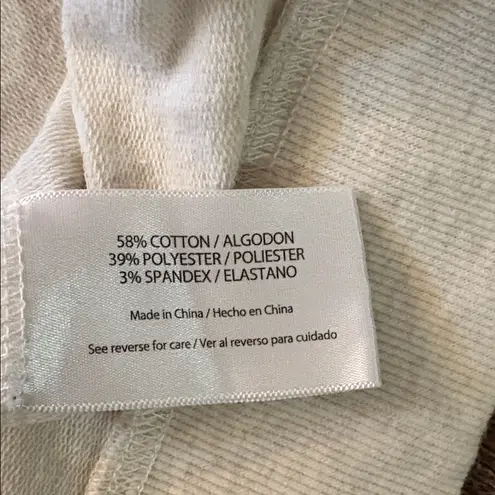 58% COTTON / ALGODON
39% POLYESTER / POLIESTER
3% SPANDEX / ELASTANO
Made in China / Hecho en China
See reverse for care / Ver al reverso para cuidado